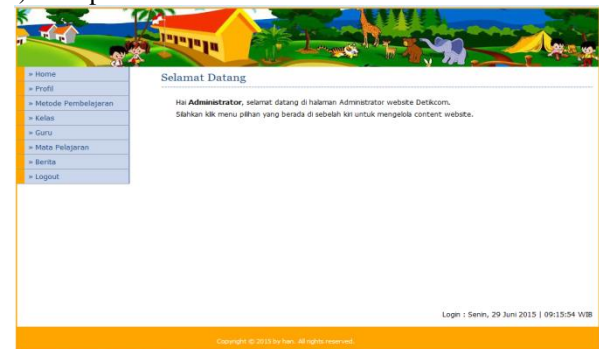 » Home
» Profil
» Metode Pembelajaran
» Kelas
» Guru
» Mata Pelajaran
» Berita
» Logout
Selamat Datang
Hai Administrator, selamat datang di halaman Administrator website Detikcom.
Silahkan klik menu pilihan yang berada di sebelah kiri untuk mengelola content website.
Login : Senin, 29 Juni 2015 | 09:15:54 WIB
Copyright © 2015 by han. All rights reserved.